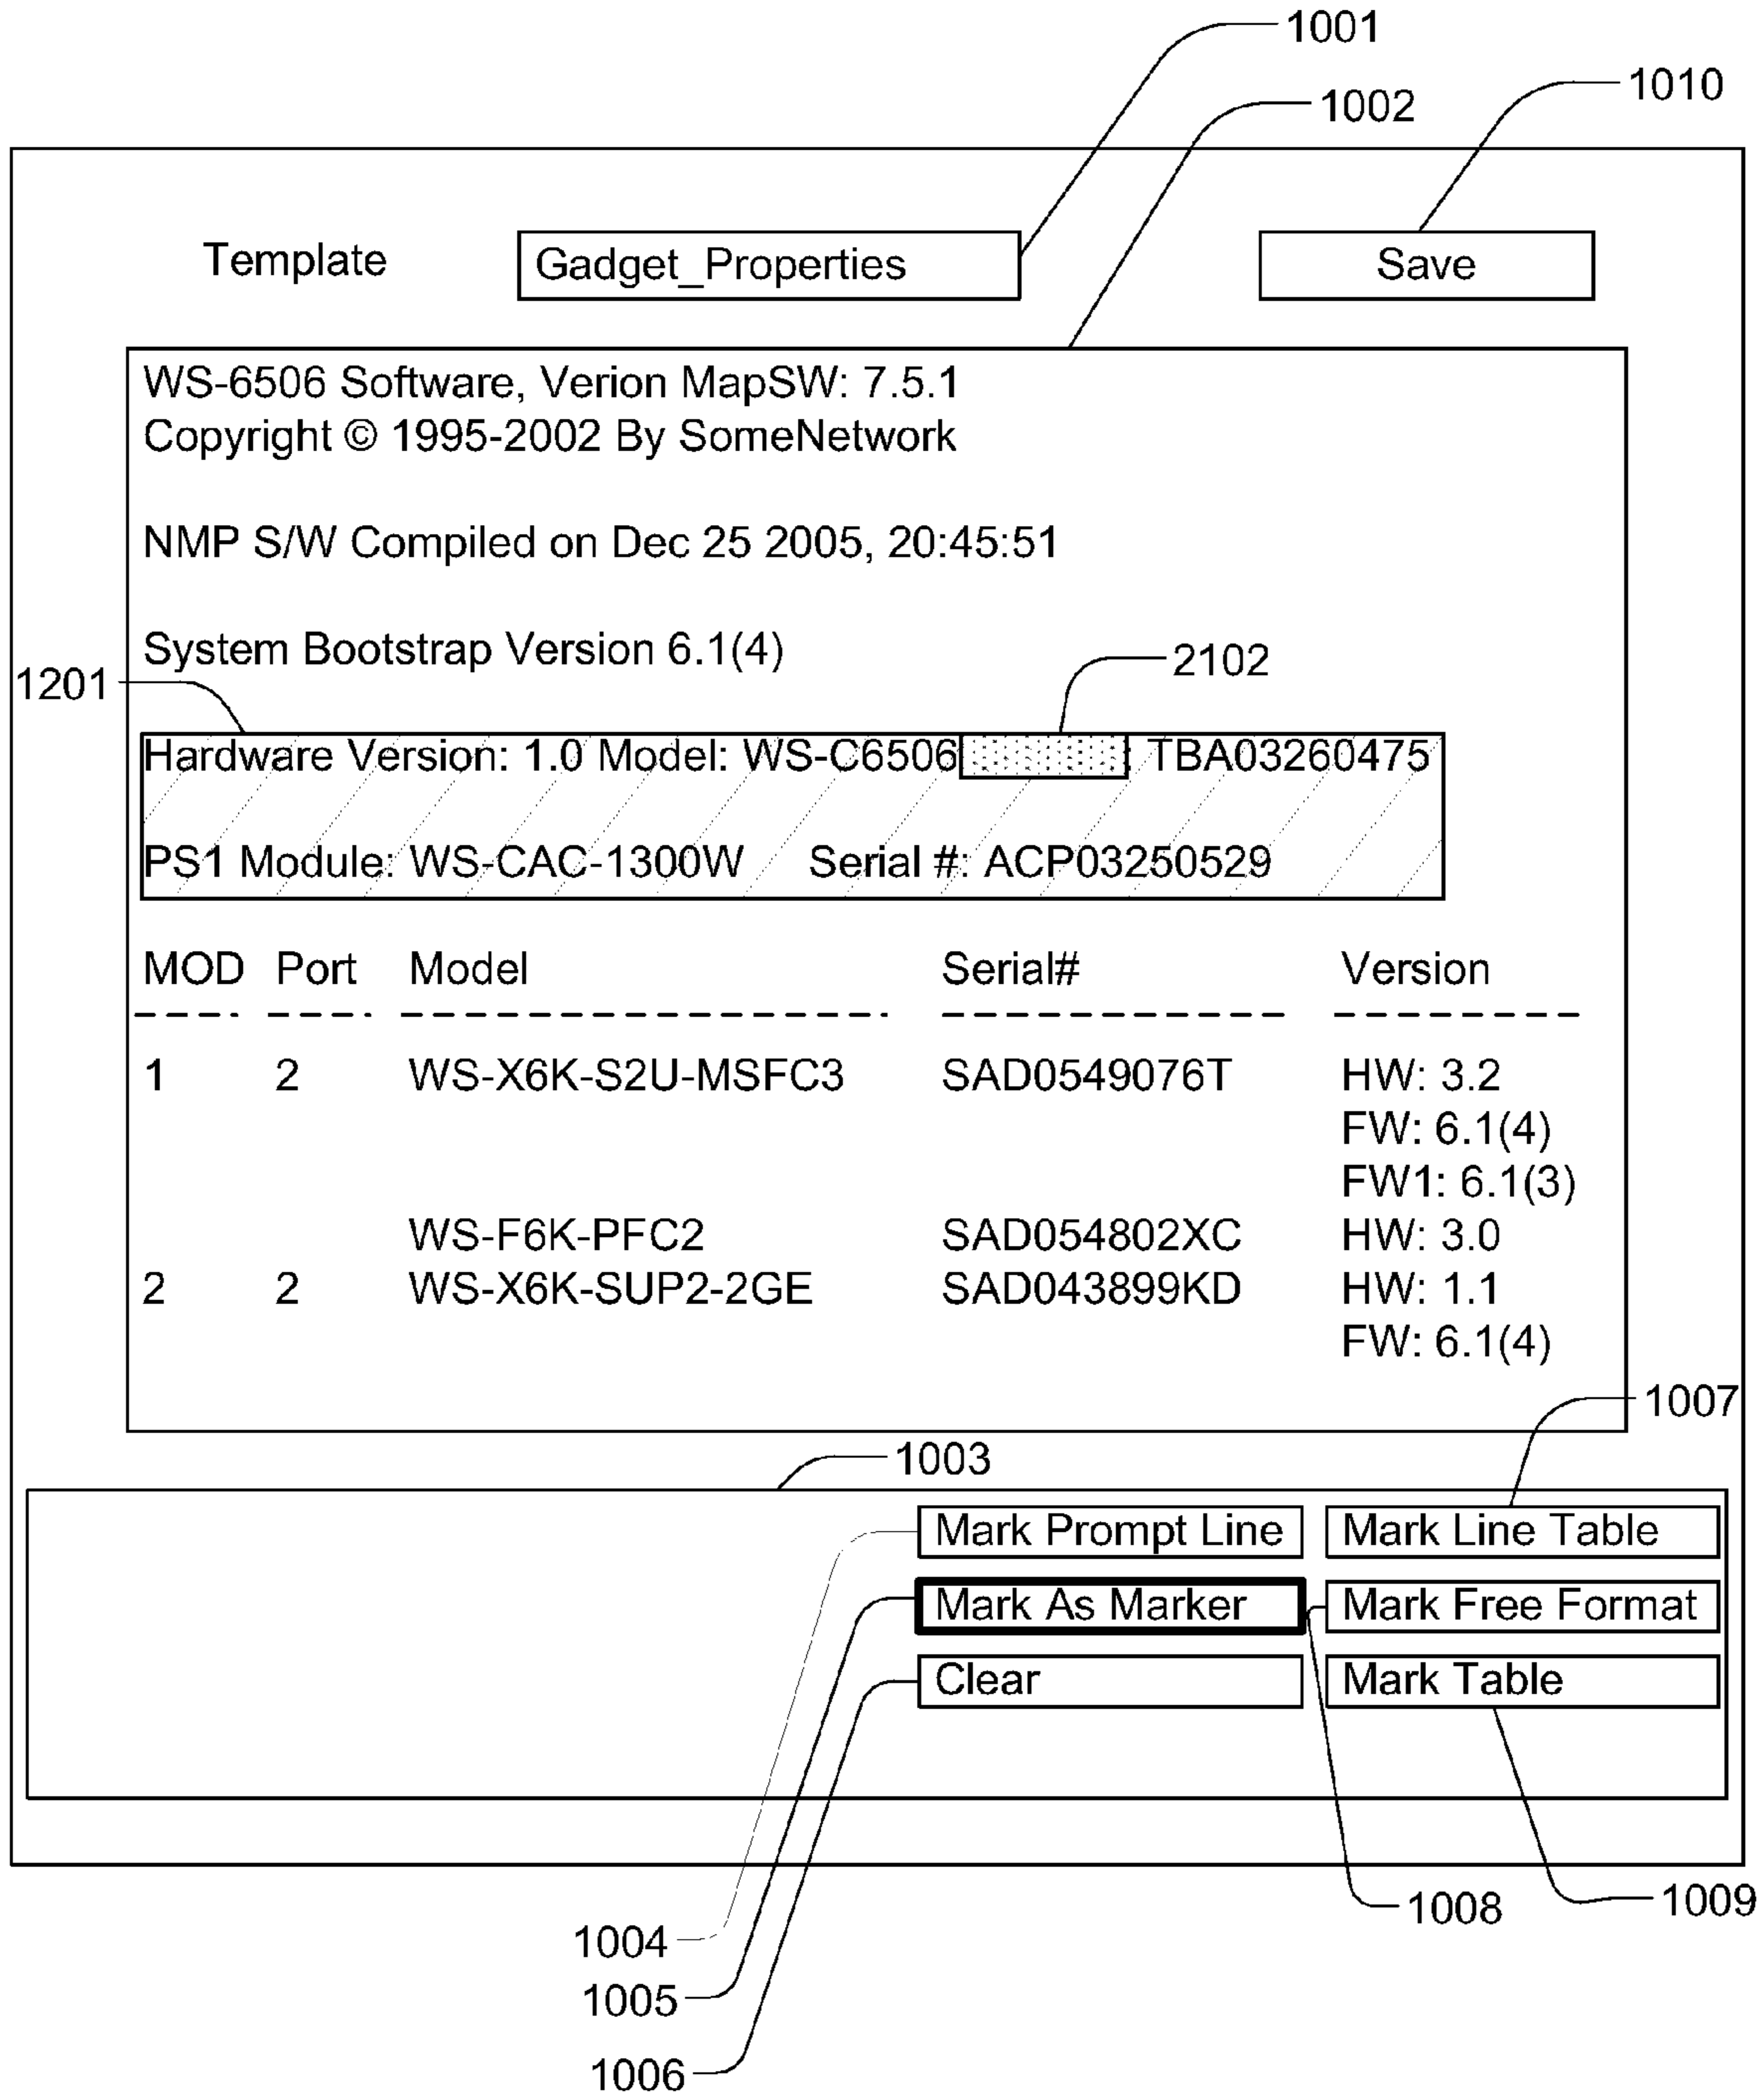 1001
1010
1002
Template Gadget_Properties Save
WS-6506 Software, Verion MapSW: 7.5.1
Copyright © 1995-2002 By SomeNetwork
NMP S/W Compiled on Dec 25 2005, 20:45:51
System Bootstrap Version 6.1(4)
2102
1201
Hardware Version: 1.0 Model: WS-C6506 : TBA03260475
PS1 Module: WS-CAC-1300W Serial #: ACP03250529
MOD Port Model Serial# Version
1 2 WS-X6K-S2U-MSFC3 SAD0549076T HW: 3.2
FW: 6.1(4)
FW1: 6.1(3)
WS-F6K-PFC2 SAD054802XC HW: 3.0
2 2 WS-X6K-SUP2-2GE SAD043899KD HW: 1.1
FW: 6.1(4)
1007
1003
Mark Prompt Line Mark Line Table
Mark As Marker Mark Free Format
Clear Mark Table
1009
1008
1004
1005
1006